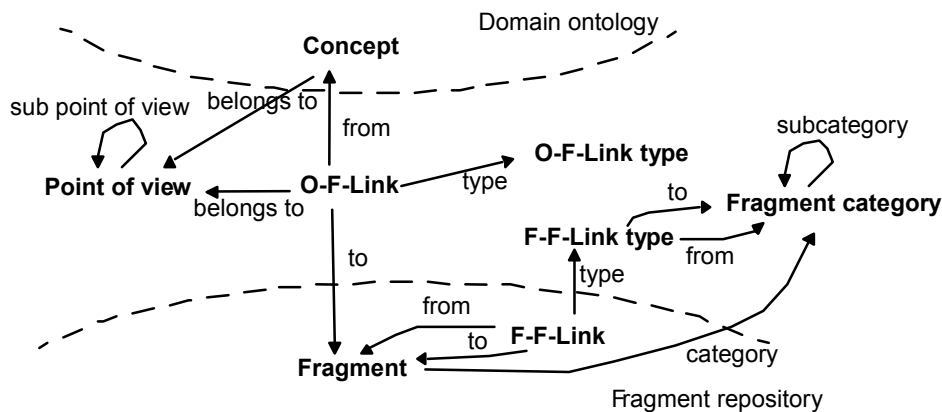 Domain ontology
Concept
sub point of view
belongs to
from
subcategory
O-F-Link type
type
Point of view
O-F-Link
belongs to
to
Fragment category
F-F-Link type
from
to
type
from
F-F-Link
to
category
Fragment
Fragment repository